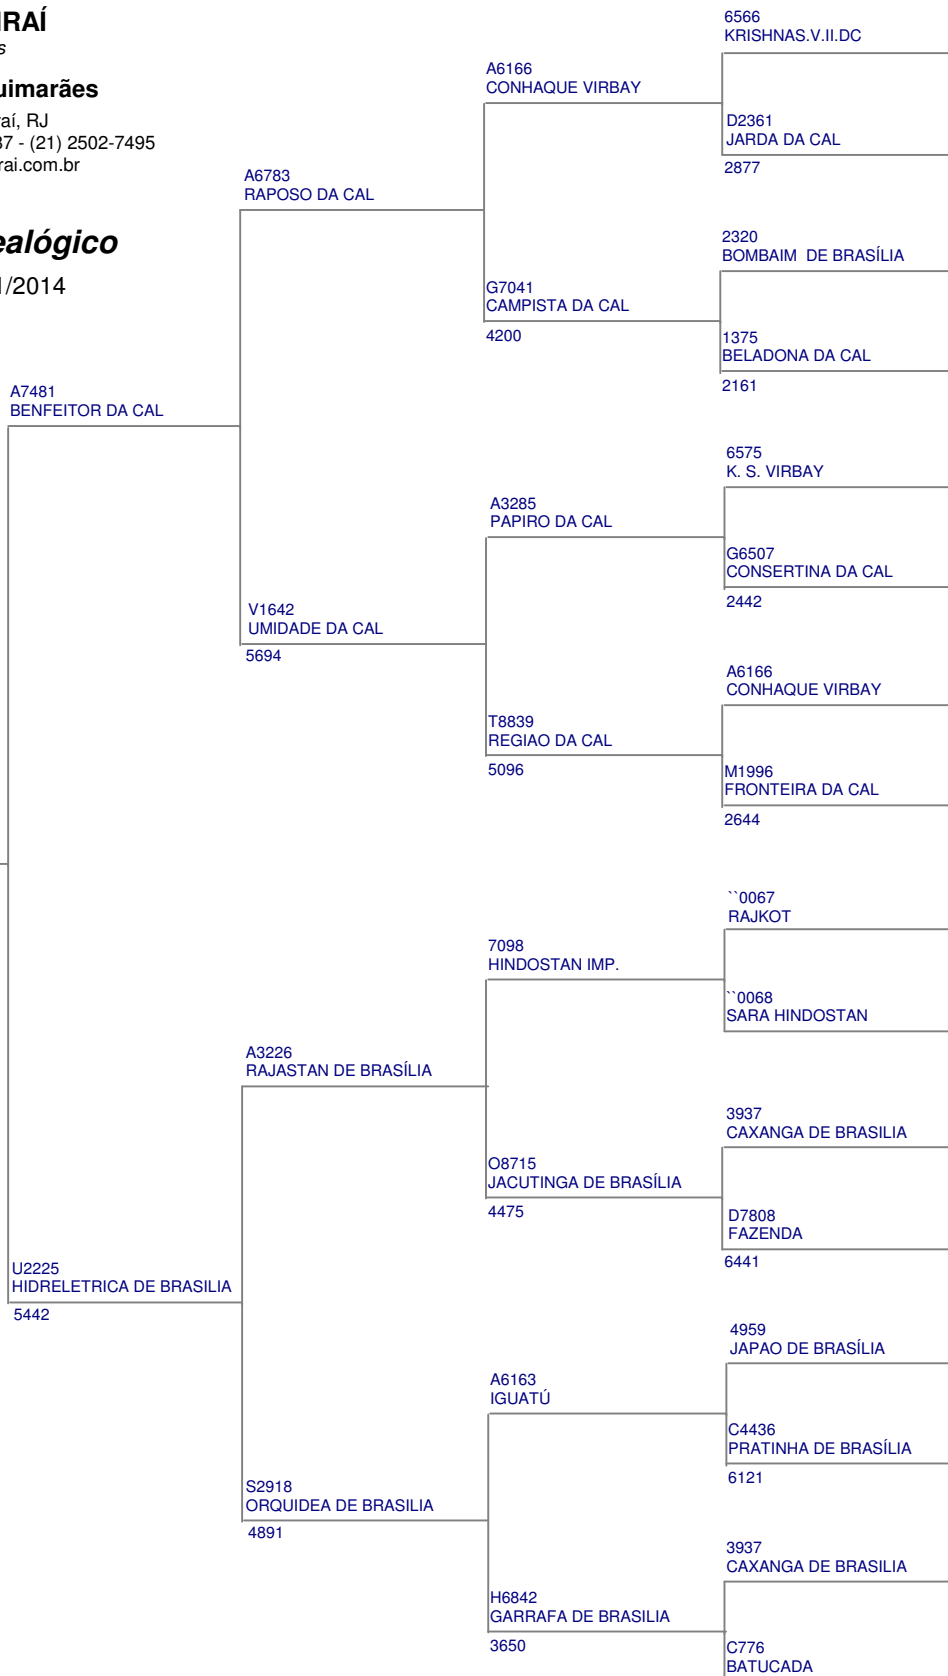 IRAÍ
s
uimarães
raí, RJ
37 - (21) 2502-7495
rai.com.br
ealógico
1/2014
6566
KRISHNAS.V.II.DC
A6166
CONHAQUE VIRBAY
D2361
JARDA DA CAL
2877
A6783
RAPOSO DA CAL
2320
BOMBAIM DE BRASÍLIA
G7041
CAMPISTA DA CAL
4200
1375
BELADONA DA CAL
2161
A7481
BENFEITOR DA CAL
6575
K. S. VIRBAY
A3285
PAPIRO DA CAL
G6507
CONSERTINA DA CAL
2442
V1642
UMIDADE DA CAL
5694
A6166
CONHAQUE VIRBAY
T8839
REGIAO DA CAL
5096
M1996
FRONTEIRA DA CAL
2644
``0067
RAJKOT
7098
HINDOSTAN IMP.
``0068
SARA HINDOSTAN
A3226
RAJASTAN DE BRASÍLIA
3937
CAXANGA DE BRASILIA
O8715
JACUTINGA DE BRASÍLIA
4475
D7808
FAZENDA
6441
U2225
HIDRELETRICA DE BRASILIA
5442
4959
JAPAO DE BRASÍLIA
A6163
IGUATÚ
C4436
PRATINHA DE BRASÍLIA
6121
S2918
ORQUIDEA DE BRASILIA
4891
3937
CAXANGA DE BRASILIA
H6842
GARRAFA DE BRASILIA
3650
C776
BATUCADA